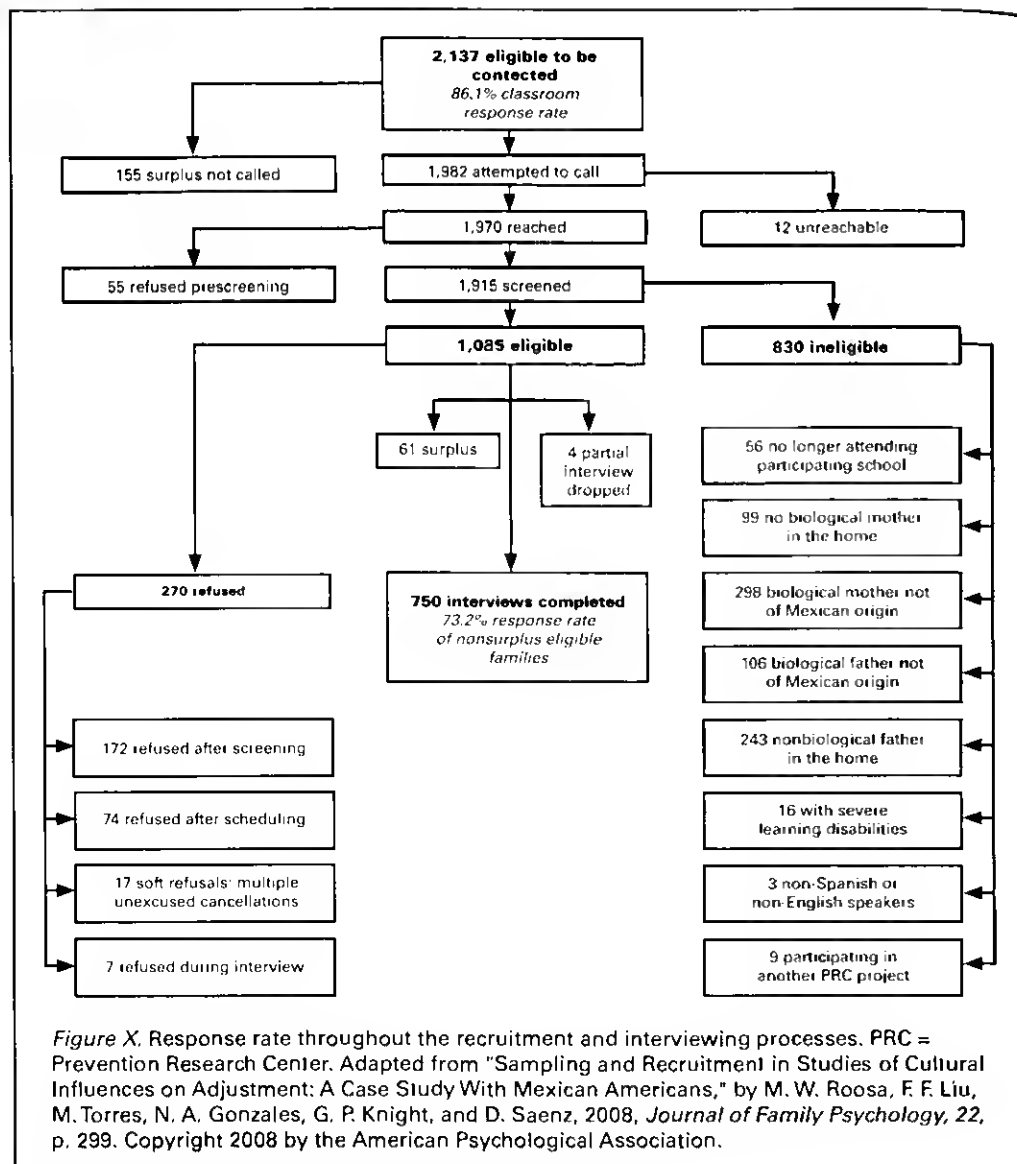 2,137 eligible to be
contected
86.1% classroom
response rate
155 surplus not called
1,982 attempted to call
1,970 reached
12 unreachable
55 refused prescreening
1,915 screened
1,085 eligible
830 ineligible
61 surplus
4 partial
interview
dropped
56 no longer attending
participating school
99 no biological mother
in the home
270 refused
750 interviews completed
73.2% response rate
of nonsurplus eligible
families
298 biological mother not
of Mexican origin
106 biological father not
of Mexican origin
172 refused after screening
243 nonbiological father
in the home
74 refused after scheduling
16 with severe
learning disabilities
17 soft refusals: multiple
unexcused cancellations
3 non-Spanish or
non-English speakers
7 refused during interview
9 participating in
another PRC project
Figure X. Response rate throughout the recruitment and interviewing processes. PRC =
Prevention Research Center. Adapted from "Sampling and Recruitment in Studies of Cultural
Influences on Adjustment: A Case Study With Mexican Americans," by M. W. Roosa, F. F. Liu,
M. Torres, N. A. Gonzales, G. P. Knight, and D. Saenz, 2008, Journal of Family Psychology, 22,
p. 299. Copyright 2008 by the American Psychological Association.